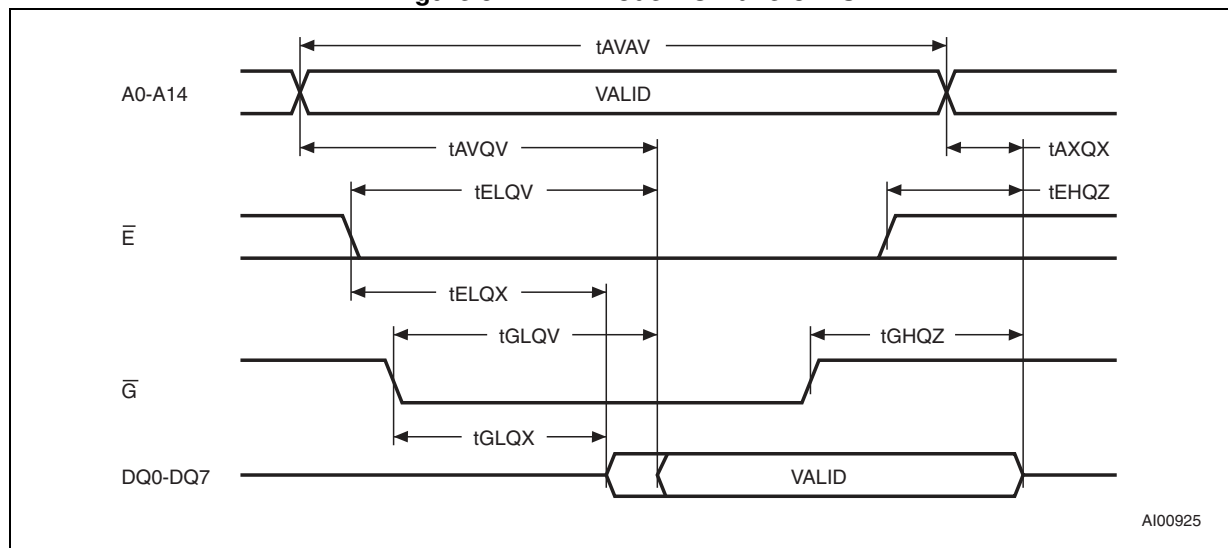 tAVAV
A0-A14
VALID
tAVQV
tAXQX
tELQV
tEHQZ
E̅
tELQX
tGLQV
tGHQZ
G̅
tGLQX
DQ0-DQ7
VALID
AI00925